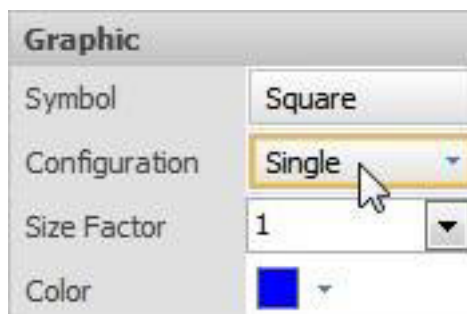 Graphic
Symbol Square
Configuration Single
Size Factor 1
Color